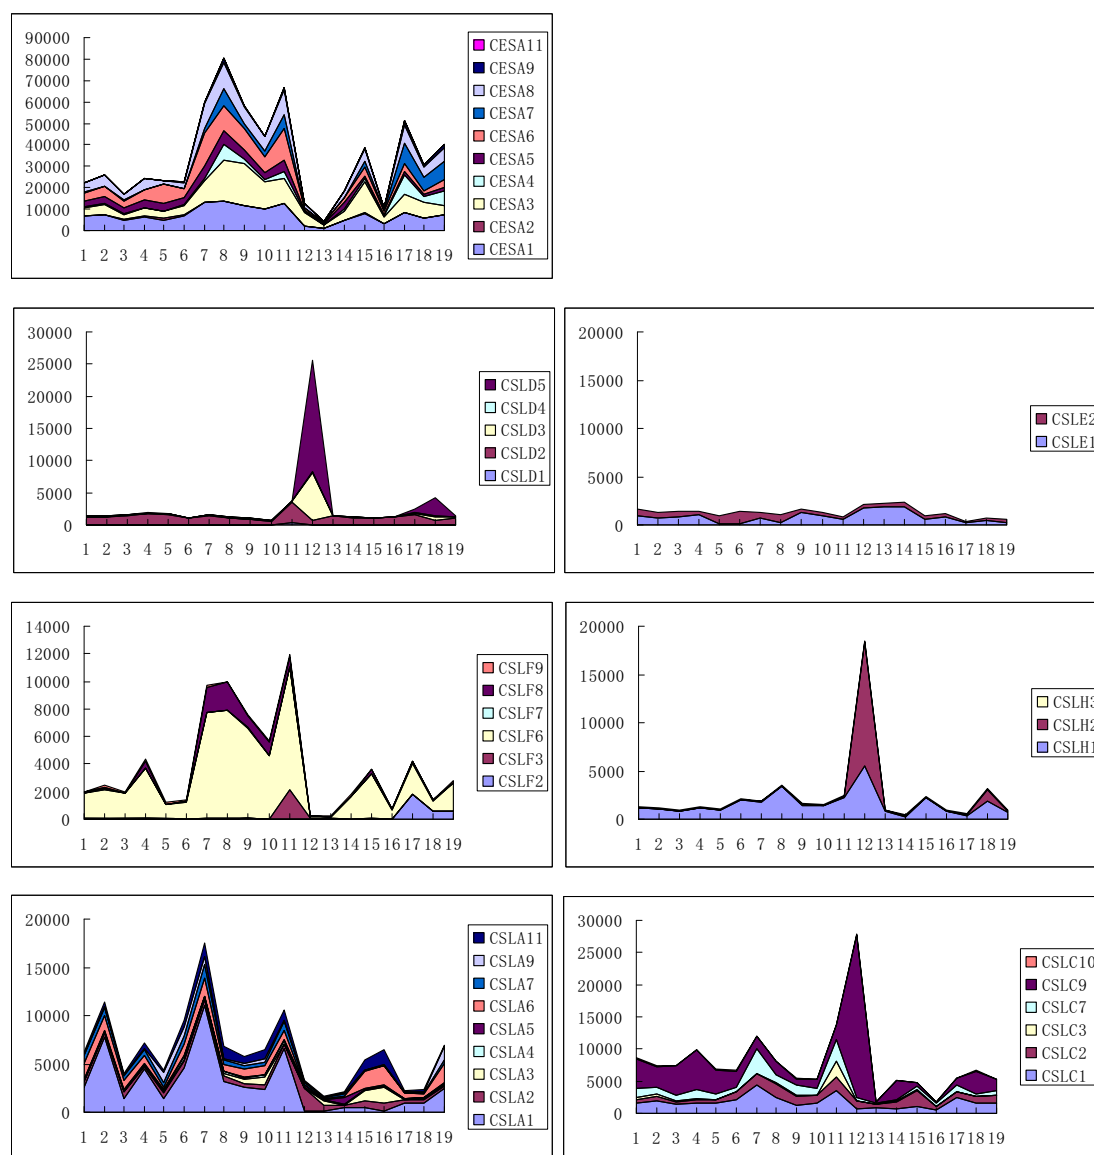 90000
80000
70000
60000
50000
40000
30000
20000
10000
0
1 2 3 4 5 6 7 8 9 10 11 12 13 14 15 16 17 18 19
CESA11
CESA9
CESA8
CESA7
CESA6
CESA5
CESA4
CESA3
CESA2
CESA1
30000
25000
20000
15000
10000
5000
0
1 2 3 4 5 6 7 8 9 10 11 12 13 14 15 16 17 18 19
CSLD5
CSLD4
CSLD3
CSLD2
CSLD1
20000
15000
10000
5000
0
1 2 3 4 5 6 7 8 9 10 11 12 13 14 15 16 17 18 19
CSLE2
CSLE1
14000
12000
10000
8000
6000
4000
2000
0
1 2 3 4 5 6 7 8 9 10 11 12 13 14 15 16 17 18 19
CSLF9
CSLF8
CSLF7
CSLF6
CSLF3
CSLF2
20000
15000
10000
5000
0
1 2 3 4 5 6 7 8 9 10 11 12 13 14 15 16 17 18 19
CSLH3
CSLH2
CSLH1
20000
15000
10000
5000
0
1 2 3 4 5 6 7 8 9 10 11 12 13 14 15 16 17 18 19
CSLA11
CSLA9
CSLA7
CSLA6
CSLA5
CSLA4
CSLA3
CSLA2
CSLA1
30000
25000
20000
15000
10000
5000
0
1 2 3 4 5 6 7 8 9 10 11 12 13 14 15 16 17 18 19
CSLC10
CSLC9
CSLC7
CSLC3
CSLC2
CSLC1